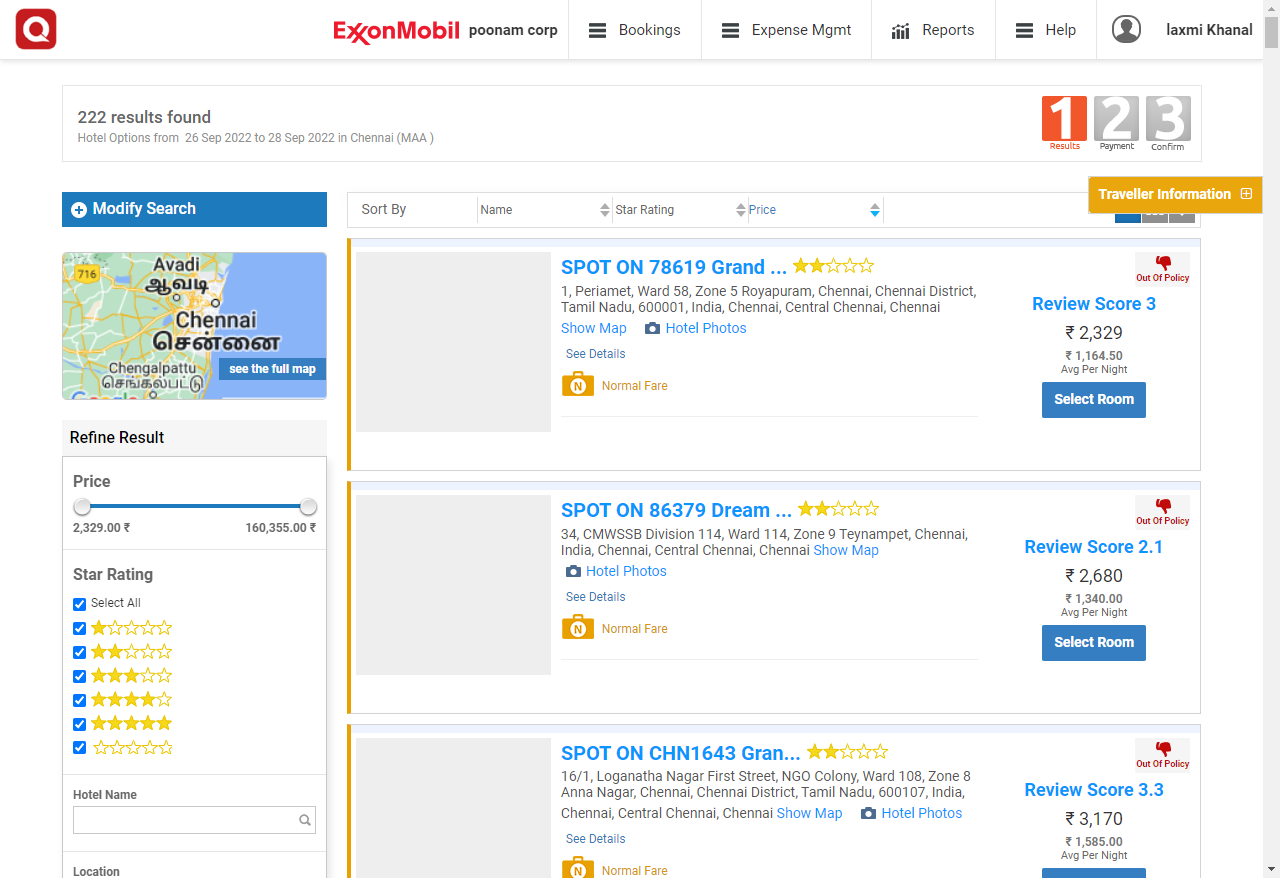 Q
ExxonMobil
poonam corp
Bookings
Expense Mgmt
Reports
Help
laxmi Khanal
222 results found
Hotel Options from 26 Sep 2022 to 28 Sep 2022 in Chennai (MAA )
1 2 3
Results Payment Confirm
Traveller Information
Modify Search
Sort By Name Star Rating Price
716
Avadi
ஆவடி
Chennai
சென்னை
Chengalpattu
செங்கல்பட்டு
see the full map
Google
Refine Result
Price
2,329.00 ₹ 160,355.00 ₹
Star Rating
Select All
Hotel Name
Location
SPOT ON 78619 Grand ...
1, Periamet, Ward 58, Zone 5 Royapuram, Chennai, Chennai District,
Tamil Nadu, 600001, India, Chennai, Central Chennai, Chennai
Show Map Hotel Photos
See Details
N Normal Fare
Out Of Policy
Review Score 3
₹ 2,329
₹ 1,164.50
Avg Per Night
Select Room
SPOT ON 86379 Dream ...
34, CMWSSB Division 114, Ward 114, Zone 9 Teynampet, Chennai,
India, Chennai, Central Chennai, Chennai Show Map
Hotel Photos
See Details
N Normal Fare
Out Of Policy
Review Score 2.1
₹ 2,680
₹ 1,340.00
Avg Per Night
Select Room
SPOT ON CHN1643 Gran...
16/1, Loganatha Nagar First Street, NGO Colony, Ward 108, Zone 8
Anna Nagar, Chennai, Chennai District, Tamil Nadu, 600107, India,
Chennai, Central Chennai, Chennai Show Map Hotel Photos
See Details
N Normal Fare
Out Of Policy
Review Score 3.3
₹ 3,170
₹ 1,585.00
Avg Per Night